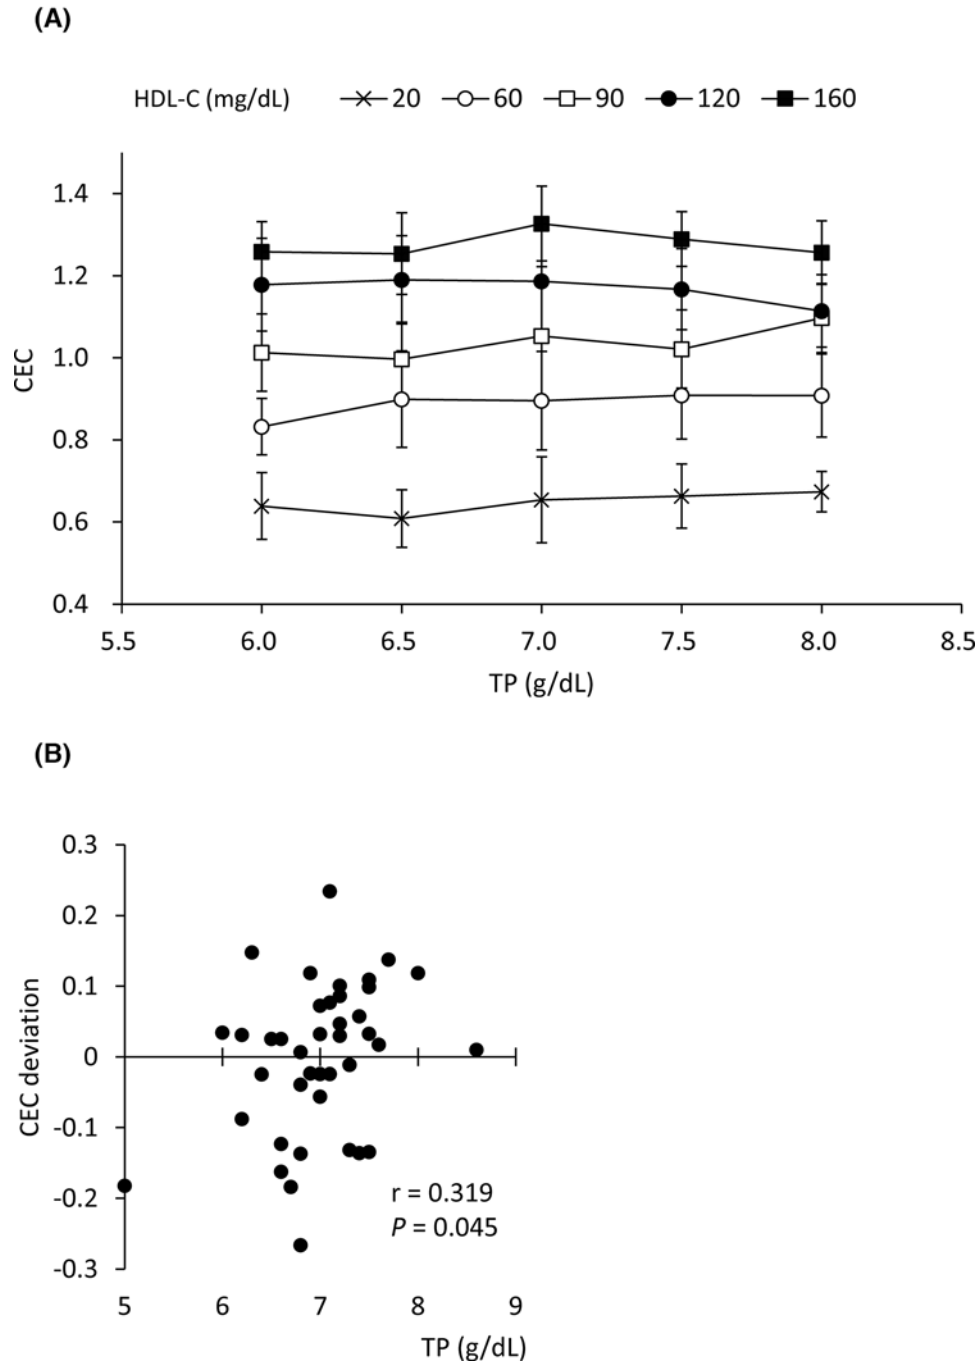 (A)
HDL-C (mg/dL) 20 60 90 120 160
1.4
1.2
1.0
0.8
0.6
0.4
CEC
5.5 6.0 6.5 7.0 7.5 8.0 8.5
TP (g/dL)
(B)
0.3
0.2
0.1
0
-0.1
-0.2
-0.3
CEC deviation
r = 0.319
P = 0.045
5 6 7 8 9
TP (g/dL)